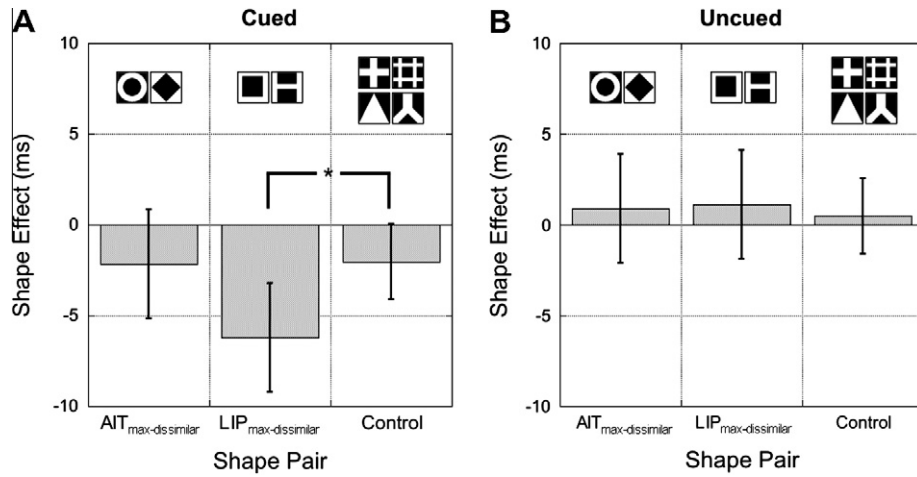 A
Cued
10
5
0
-5
-10
Shape Effect (ms)
*
AITmax-dissimilar
LIPmax-dissimilar
Control
Shape Pair
B
Uncued
10
5
0
-5
-10
Shape Effect (ms)
AITmax-dissimilar
LIPmax-dissimilar
Control
Shape Pair